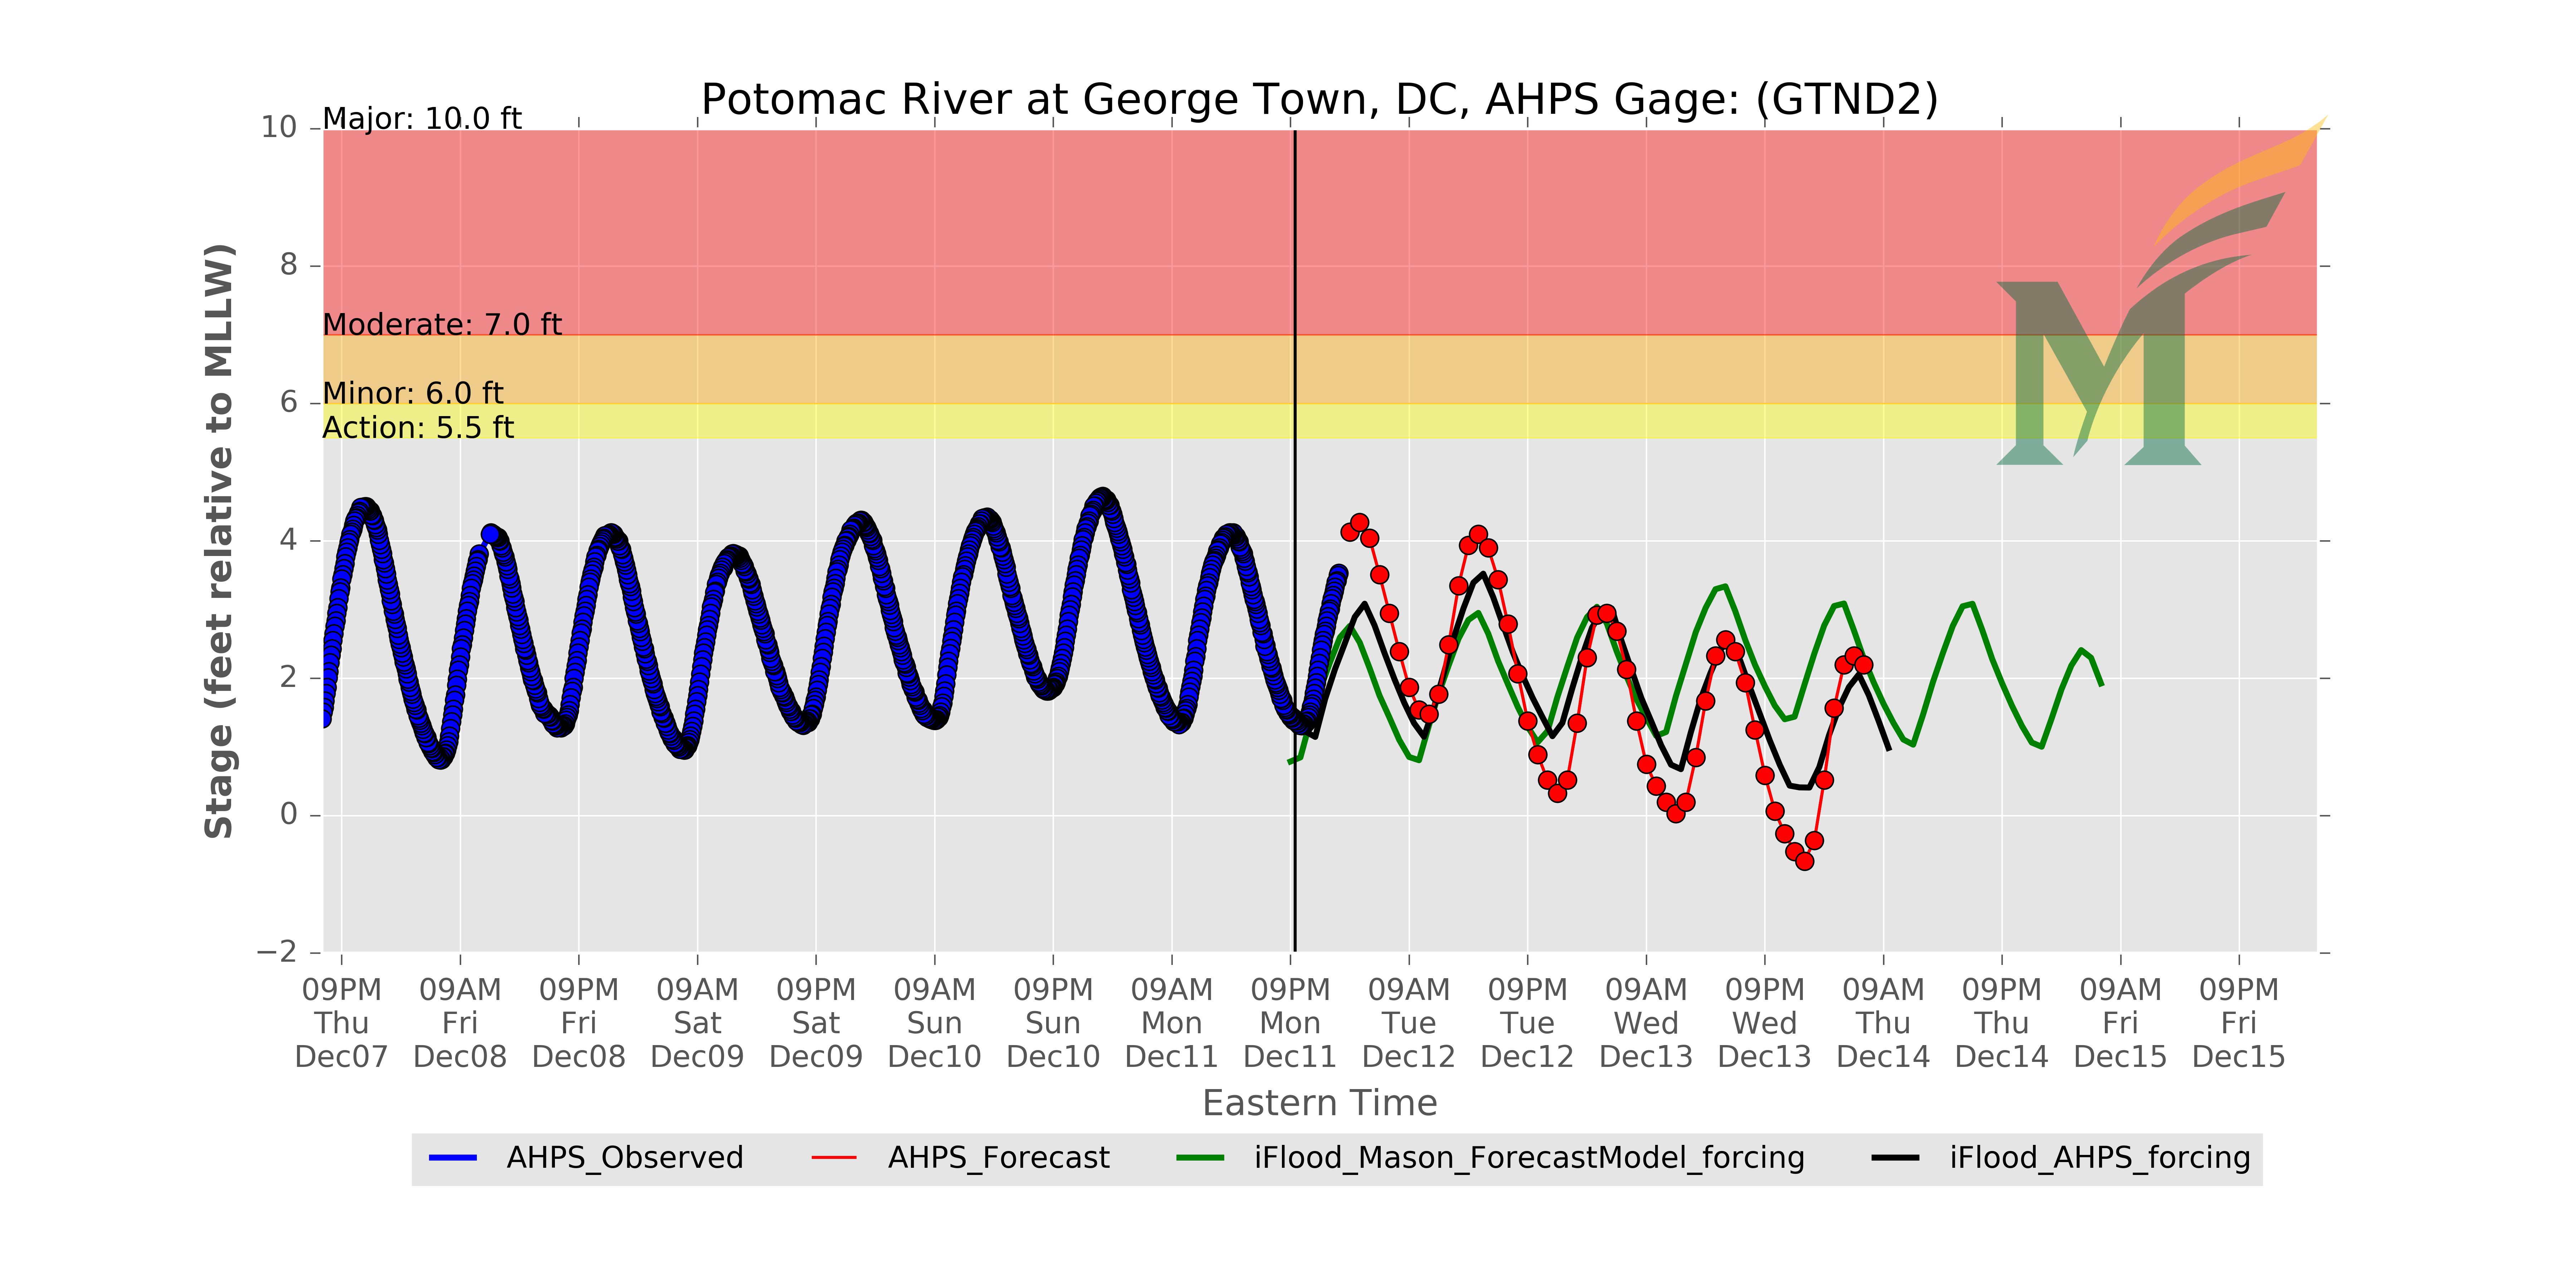 Potomac River at George Town, DC, AHPS Gage: (GTND2)
Major: 10.0 ft
Moderate: 7.0 ft
Minor: 6.0 ft
Action: 5.5 ft
10
8
6
4
2
0
−2
Stage (feet relative to MLLW)
09PM 09AM 09PM 09AM 09PM 09AM 09PM 09AM 09PM 09AM 09PM 09AM 09PM 09AM 09PM 09AM 09PM
Thu Fri Fri Sat Sat Sun Sun Mon Mon Tue Tue Wed Wed Thu Thu Fri Fri
Dec07 Dec08 Dec08 Dec09 Dec09 Dec10 Dec10 Dec11 Dec11 Dec12 Dec12 Dec13 Dec13 Dec14 Dec14 Dec15 Dec15
Eastern Time
AHPS_Observed AHPS_Forecast iFlood_Mason_ForecastModel_forcing iFlood_AHPS_forcing
M